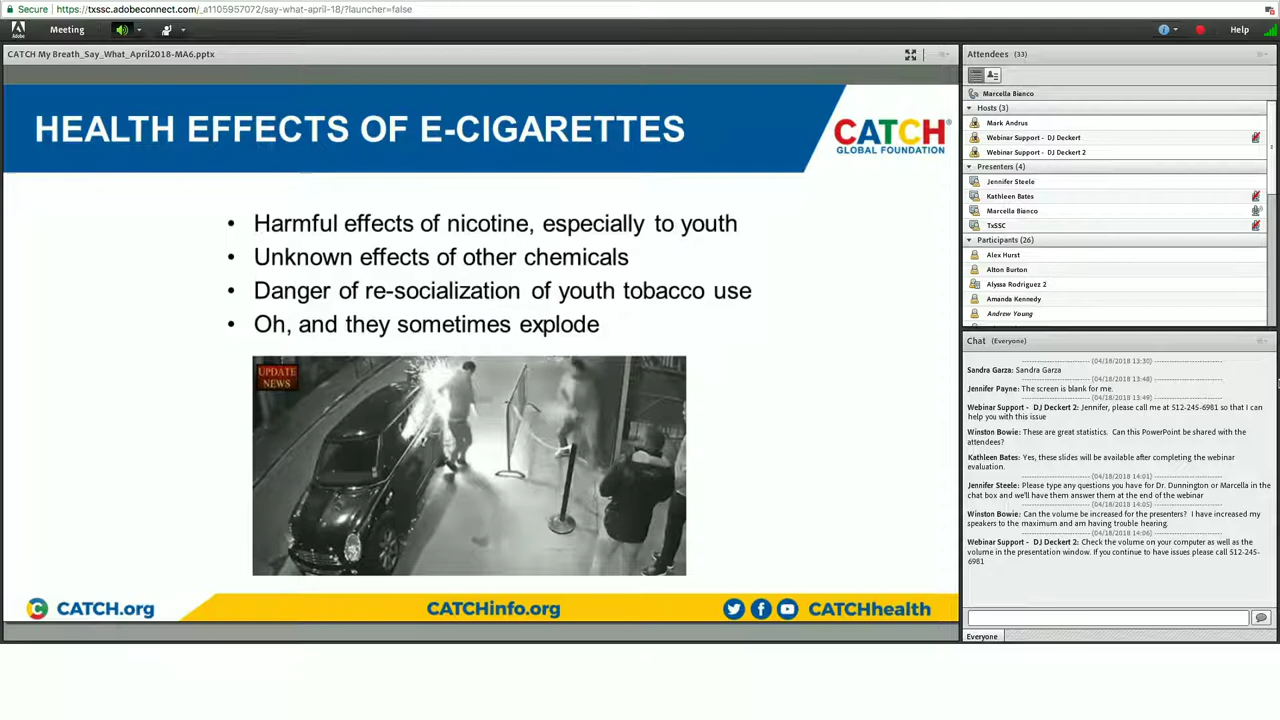 Secure
https://txssc.adobeconnect.com/_a1105957072/say-what-april-18/?launcher=false
Meeting
Help
CATCH My Breath_Say_What_April2018-MA6.pptx
HEALTH EFFECTS OF E-CIGARETTES
CATCH®
GLOBAL FOUNDATION
• Harmful effects of nicotine, especially to youth
• Unknown effects of other chemicals
• Danger of re-socialization of youth tobacco use
• Oh, and they sometimes explode
UPDATE
NEWS
C CATCH.org
CATCHinfo.org
CATCHhealth
Attendees (33)
Marcella Bianco
Hosts (3)
Mark Andrus
Webinar Support - DJ Deckert
Webinar Support - DJ Deckert 2
Presenters (4)
Jennifer Steele
Kathleen Bates
Marcella Bianco
TxSSC
Participants (26)
Alex Hurst
Alton Burton
Alyssa Rodriguez 2
Amanda Kennedy
Andrew Young
Chat (Everyone)
(04/18/2018 13:30)
Sandra Garza: Sandra Garza
(04/18/2018 13:48)
Jennifer Payne: The screen is blank for me.
(04/18/2018 13:49)
Webinar Support - DJ Deckert 2: Jennifer, please call me at 512-245-6981 so that I can
help you with this issue
Winston Bowie: These are great statistics. Can this PowerPoint be shared with the
attendees?
Kathleen Bates: Yes, these slides will be available after completing the webinar
evaluation.
(04/18/2018 14:01)
Jennifer Steele: Please type any questions you have for Dr. Dunnington or Marcella in the
chat box and we'll have them answer them at the end of the webinar
(04/18/2018 14:05)
Winston Bowie: Can the volume be increased for the presenters? I have increased my
speakers to the maximum and am having trouble hearing.
(04/18/2018 14:06)
Webinar Support - DJ Deckert 2: Check the volume on your computer as well as the
volume in the presentation window. If you continue to have issues please call 512-245-
6981
Everyone